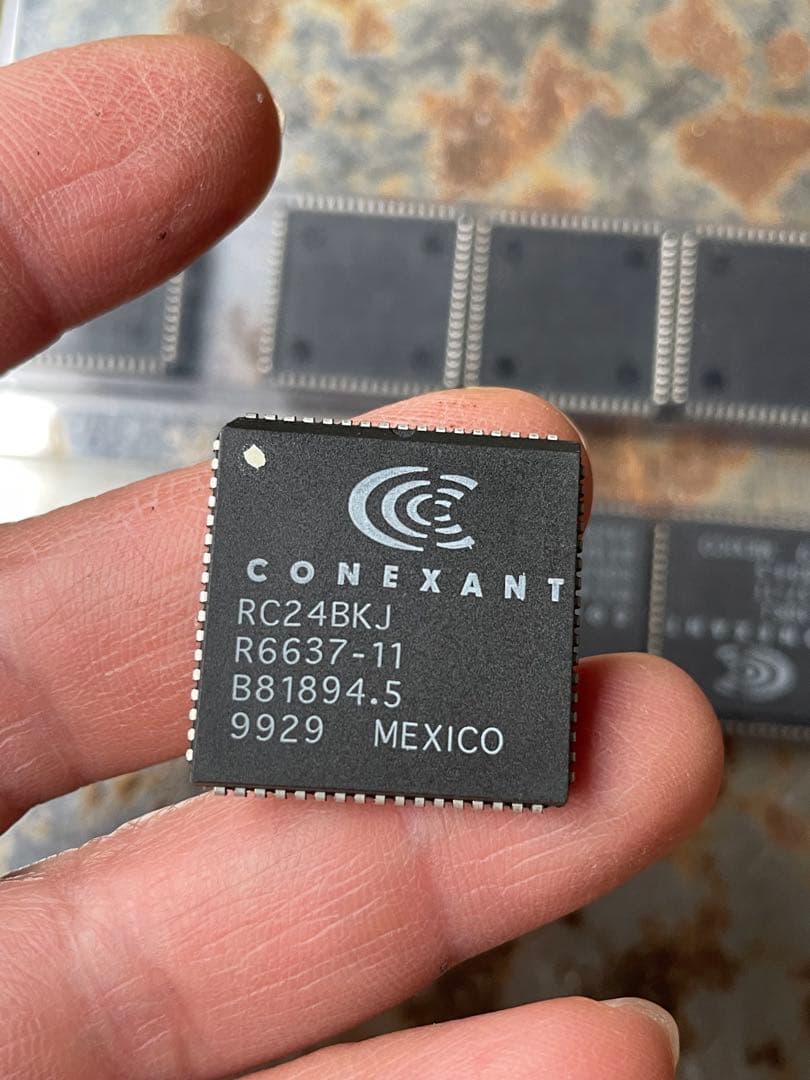 CONEXANT
RC24BKJ
R6637-11
B81894.5
9929 MEXICO